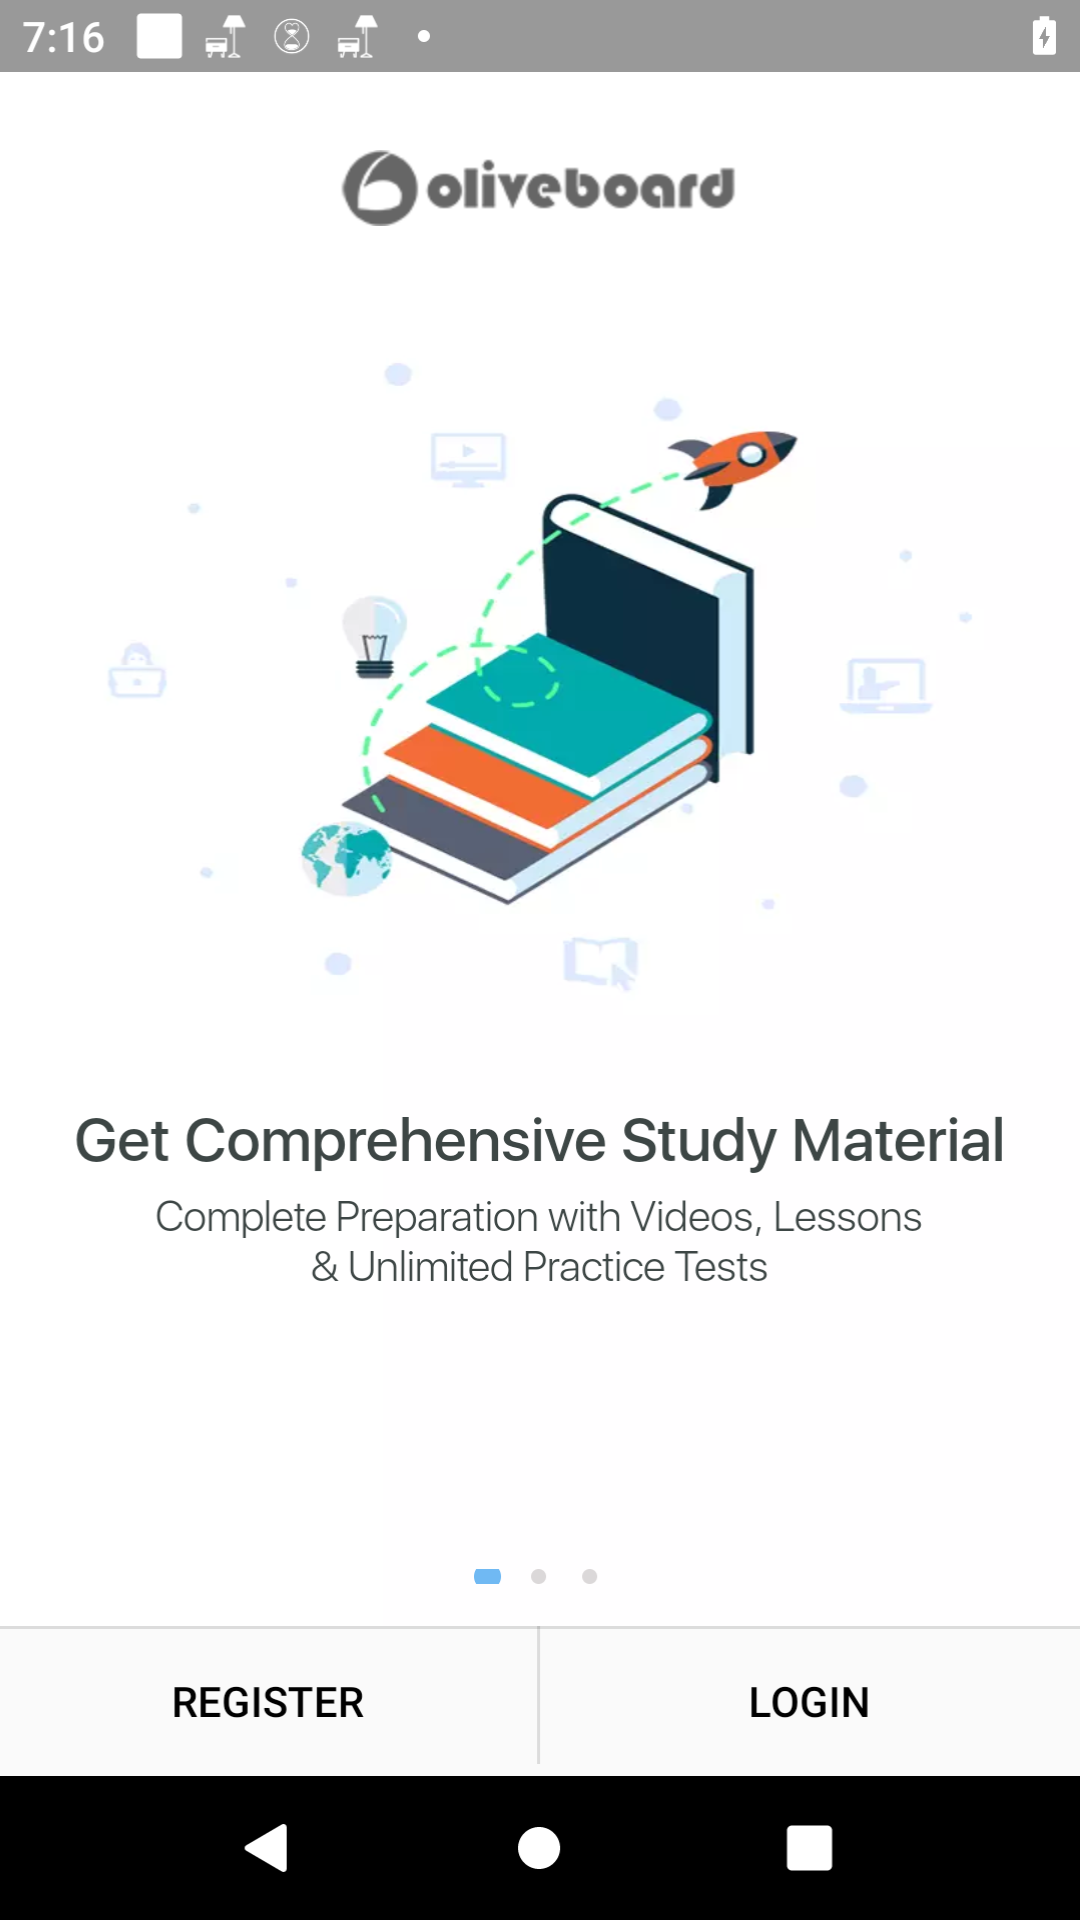 7:16
oliveboard
Get Comprehensive Study Material
Complete Preparation with Videos, Lessons
& Unlimited Practice Tests
REGISTER
LOGIN